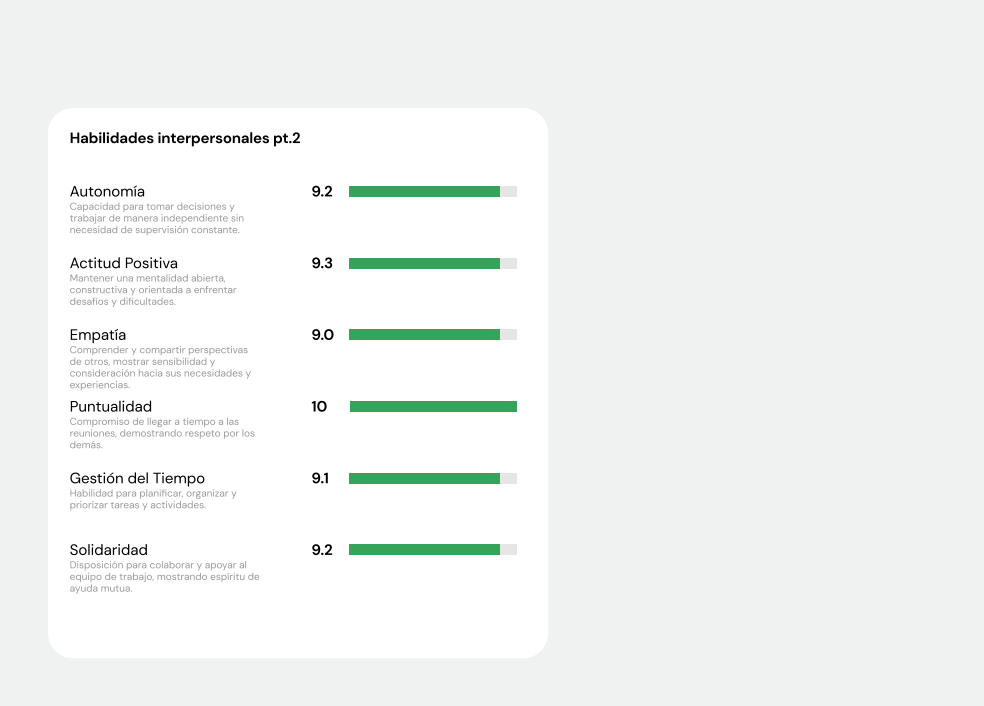 Habilidades interpersonales pt.2
Autonomía 9.2
Capacidad para tomar decisiones y
trabajar de manera independiente sin
necesidad de supervisión constante.
Actitud Positiva 9.3
Mantener una mentalidad abierta,
constructiva y orientada a enfrentar
desafíos y dificultades.
Empatía 9.0
Comprender y compartir perspectivas
de otros, mostrar sensibilidad y
consideración hacia sus necesidades y
experiencias.
Puntualidad 10
Compromiso de llegar a tiempo a las
reuniones, demostrando respeto por los
demás.
Gestión del Tiempo 9.1
Habilidad para planificar, organizar y
priorizar tareas y actividades.
Solidaridad 9.2
Disposición para colaborar y apoyar al
equipo de trabajo, mostrando espíritu de
ayuda mutua.